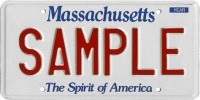 Massachusetts
YEAR
SAMPLE
The Spirit of America